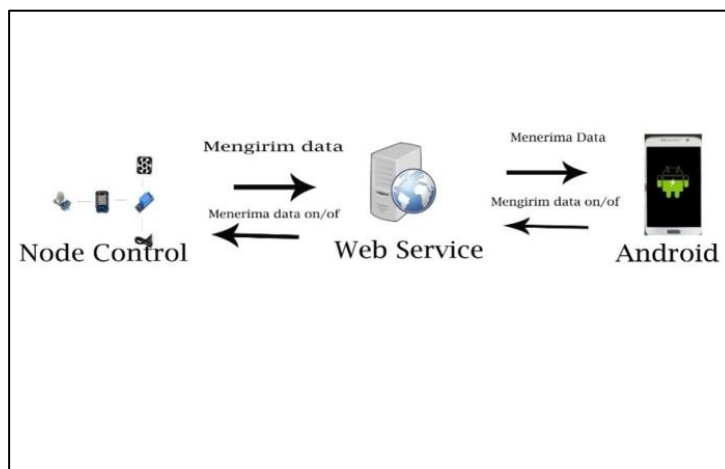 Mengirim data
Menerima data on/of
Node Control
Web Service
Menerima Data
Mengirim data on/of
Android